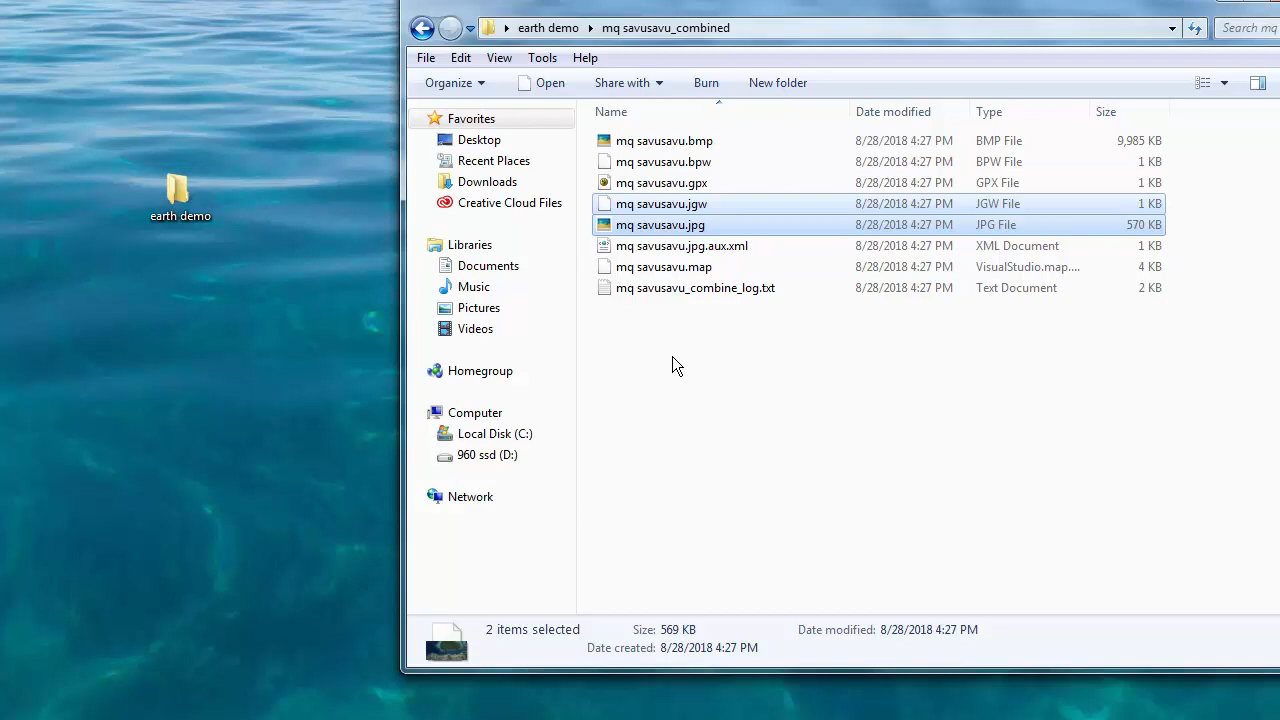 earth demo mq savusavu_combined Search mq
File Edit View Tools Help
Organize Open Share with Burn New folder
Name Date modified Type Size
Favorites
Desktop
Recent Places
Downloads
Creative Cloud Files
Libraries
Documents
Music
Pictures
Videos
Homegroup
Computer
Local Disk (C:)
960 ssd (D:)
Network
mq savusavu.bmp 8/28/2018 4:27 PM BMP File 9,985 KB
mq savusavu.bpw 8/28/2018 4:27 PM BPW File 1 KB
mq savusavu.gpx 8/28/2018 4:27 PM GPX File 1 KB
mq savusavu.jgw 8/28/2018 4:27 PM JGW File 1 KB
mq savusavu.jpg 8/28/2018 4:27 PM JPG File 570 KB
mq savusavu.jpg.aux.xml 8/28/2018 4:27 PM XML Document 1 KB
mq savusavu.map 8/28/2018 4:27 PM VisualStudio.map.... 4 KB
mq savusavu_combine_log.txt 8/28/2018 4:27 PM Text Document 2 KB
earth demo
2 items selected Size: 569 KB Date modified: 8/28/2018 4:27 PM
Date created: 8/28/2018 4:27 PM